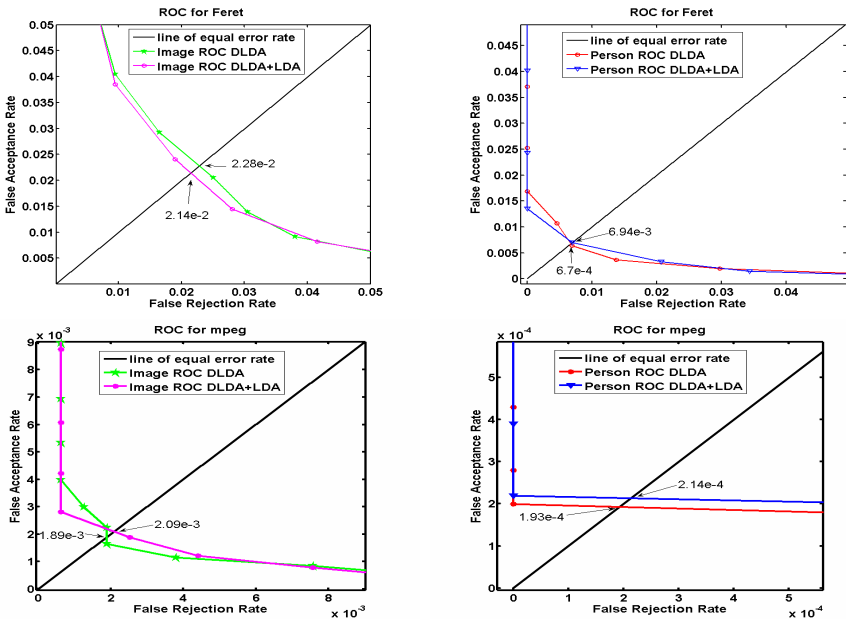 ROC for Feret
0.05
0.045
0.04
0.035
0.03
0.025
0.02
0.015
0.01
0.005
False Acceptance Rate
line of equal error rate
Image ROC DLDA
Image ROC DLDA+LDA
2.28e-2
2.14e-2
0.01 0.02 0.03 0.04 0.05
False Rejection Rate
ROC for Feret
0.045
0.04
0.035
0.03
0.025
0.02
0.015
0.01
0.005
0
False Acceptance Rate
line of equal error rate
Person ROC DLDA
Person ROC DLDA+LDA
6.94e-3
6.7e-4
0 0.01 0.02 0.03 0.04
False Rejection Rate
ROC for mpeg
x 10⁻³
9
8
7
6
5
4
3
2
1
0
False Acceptance Rate
line of equal error rate
Image ROC DLDA
Image ROC DLDA+LDA
2.09e-3
1.89e-3
0 2 4 6 8
False Rejection Rate
x 10⁻³
ROC for mpeg
x 10⁻⁴
5
4
3
2
1
0
False Acceptance Rate
line of equal error rate
Person ROC DLDA
Person ROC DLDA+LDA
2.14e-4
1.93e-4
0 1 2 3 4 5
False Rejection Rate
x 10⁻⁴